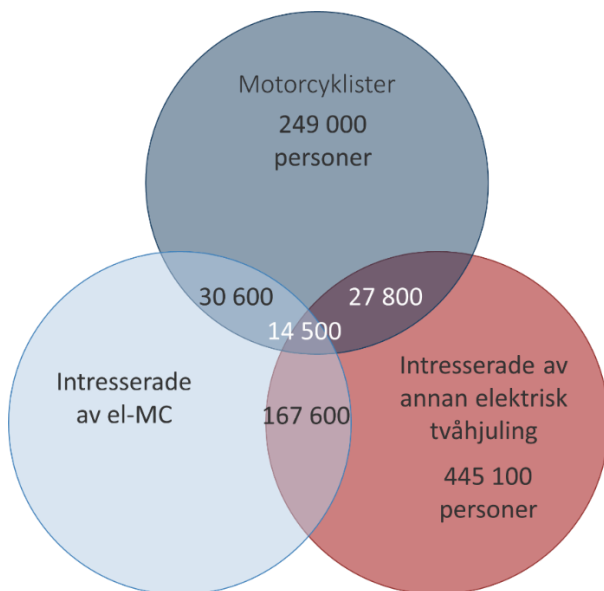 Motorcyklister
249 000
personer
30 600
27 800
14 500
Intresserade
av el-MC
167 600
Intresserade av
annan elektrisk
tvåhjuling
445 100
personer